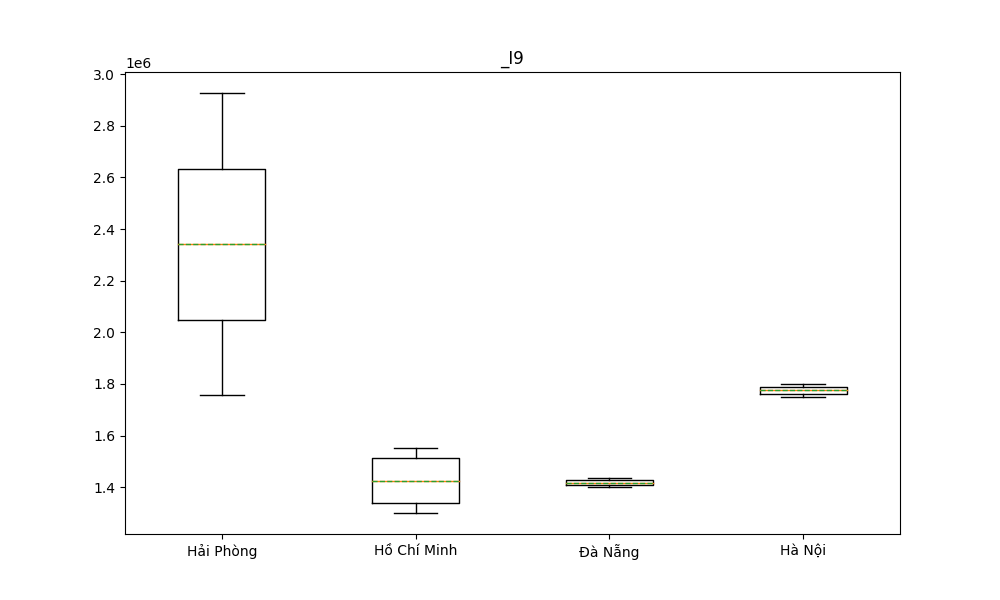 _l9
1e6
3.0
2.8
2.6
2.4
2.2
2.0
1.8
1.6
1.4
Hải Phòng
Hồ Chí Minh
Đà Nẵng
Hà Nội